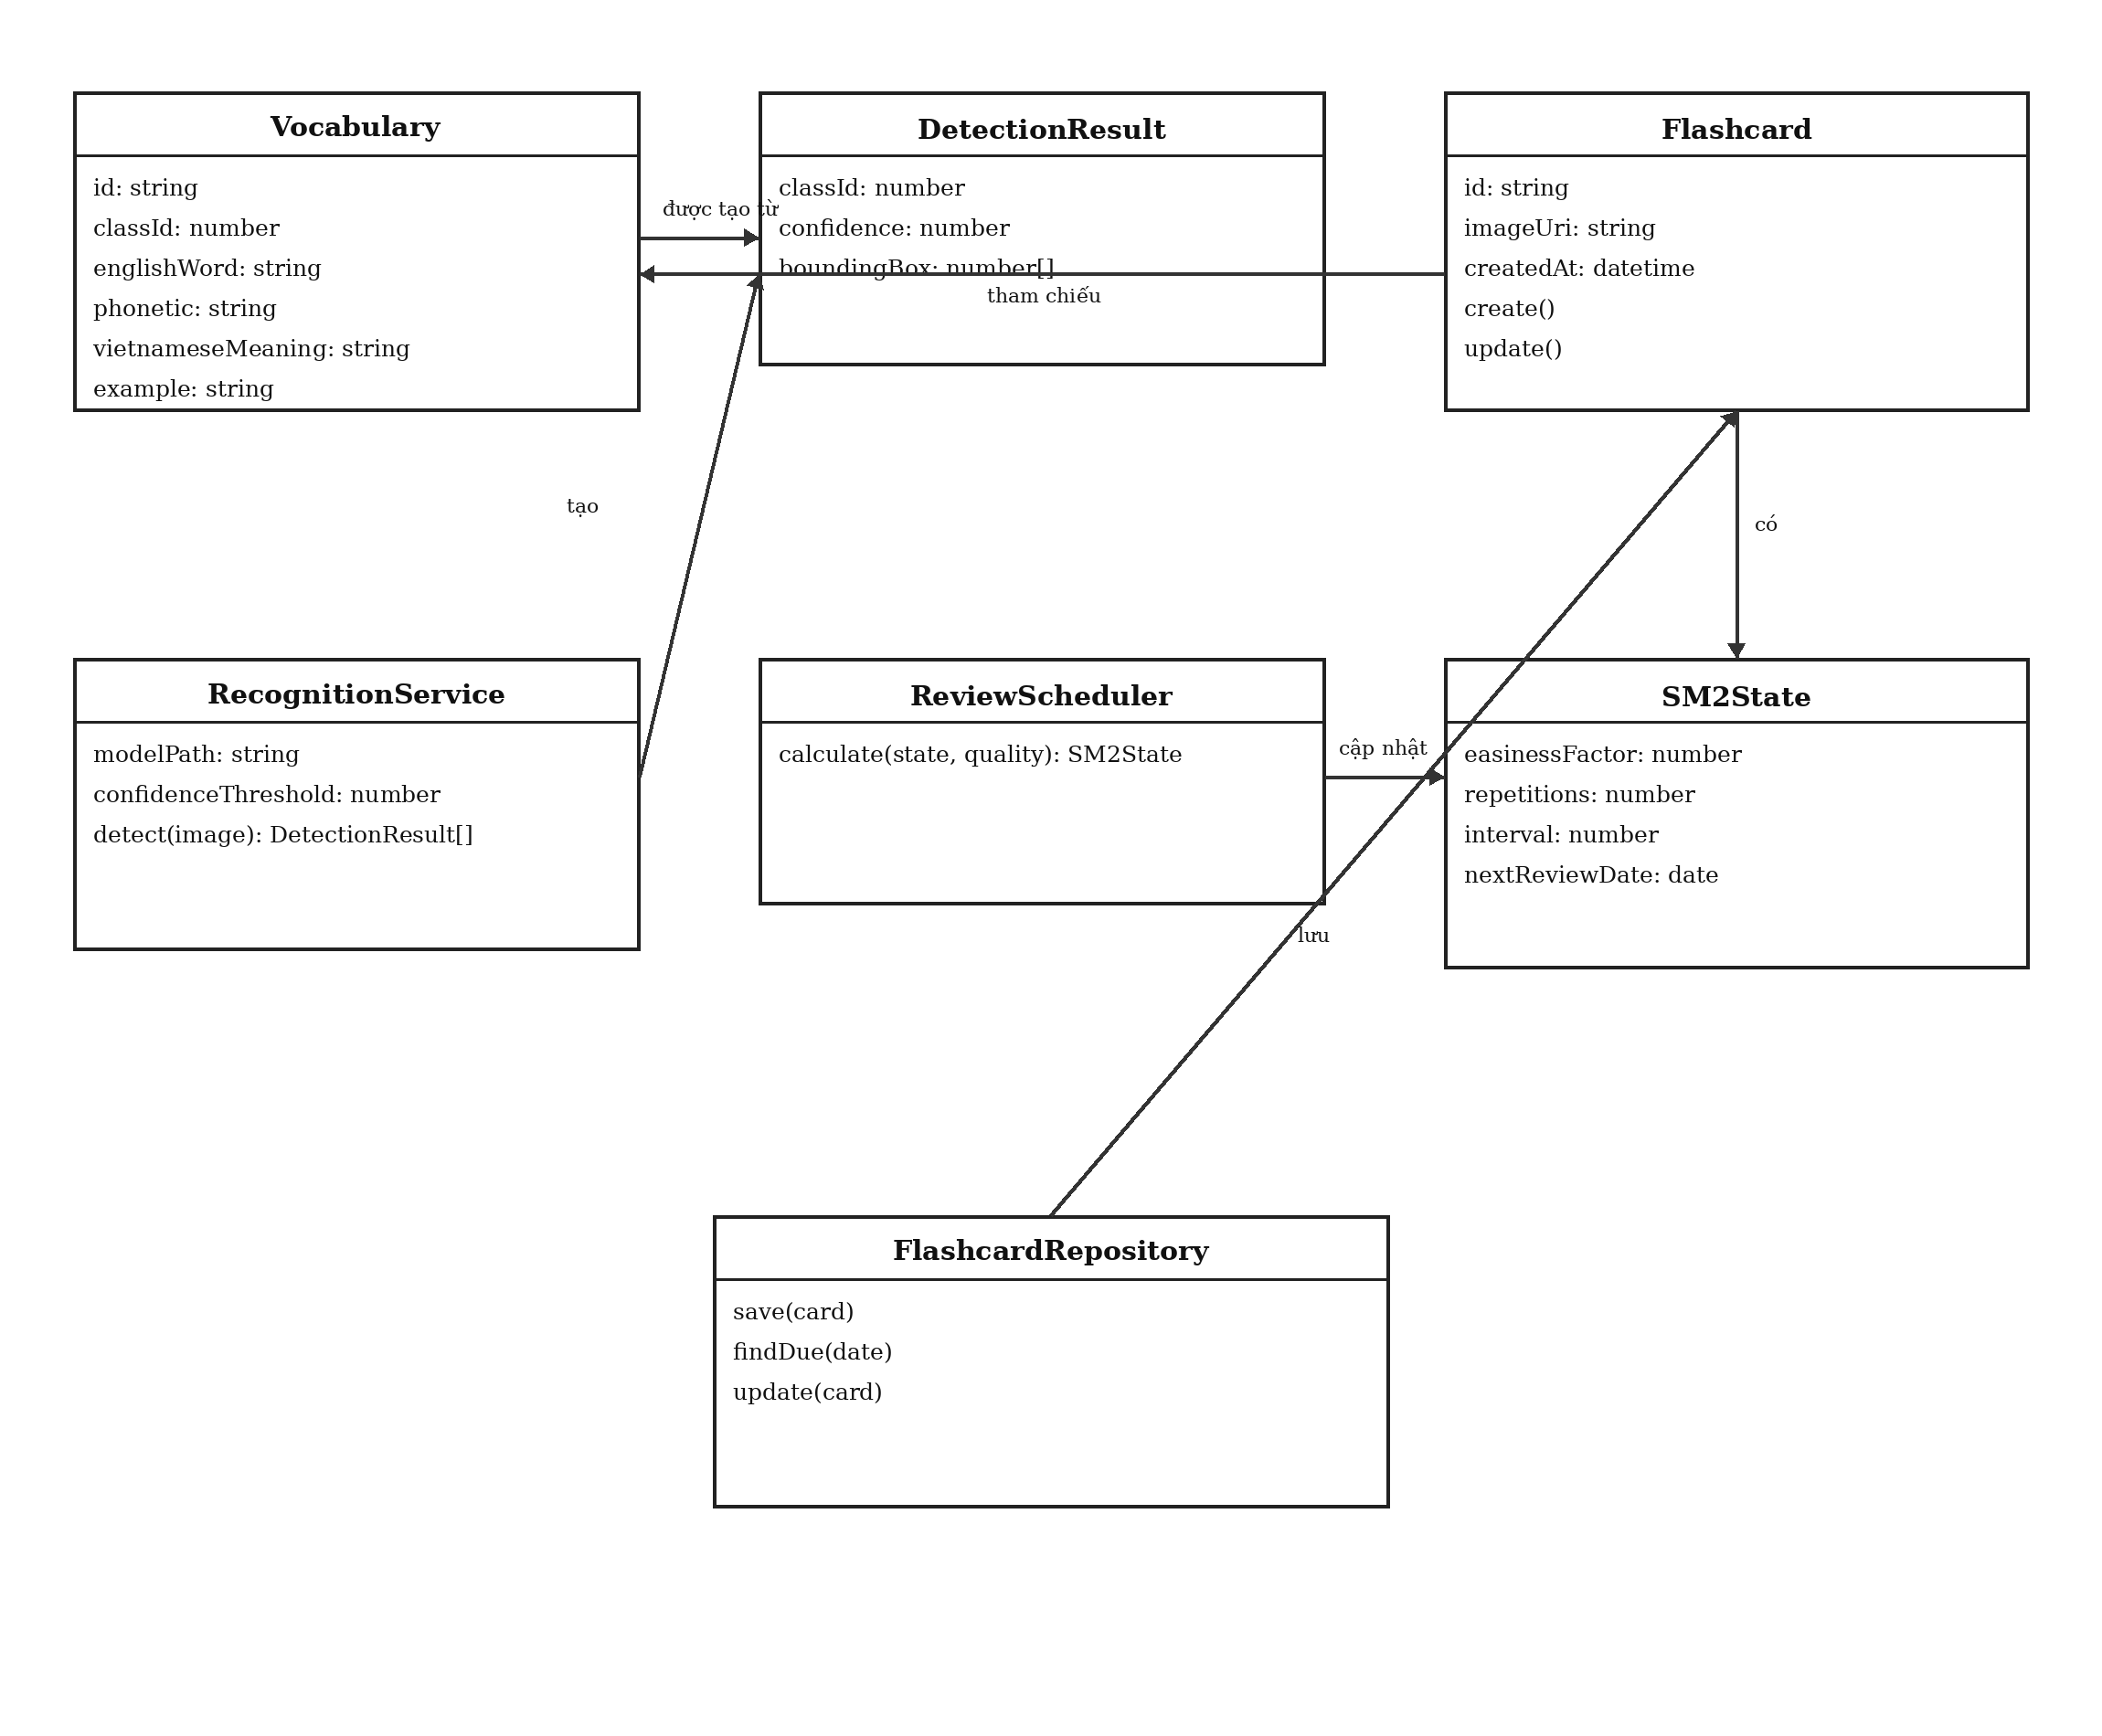 Vocabulary
id: string
classId: number
englishWord: string
phonetic: string
vietnameseMeaning: string
example: string
được tạo từ
DetectionResult
classId: number
confidence: number
boundingBox: number[]
tham chiếu
Flashcard
id: string
imageUri: string
createdAt: datetime
create()
update()
tạo
có
RecognitionService
modelPath: string
confidenceThreshold: number
detect(image): DetectionResult[]
ReviewScheduler
calculate(state, quality): SM2State
cập nhật
SM2State
easinessFactor: number
repetitions: number
interval: number
nextReviewDate: date
lưu
FlashcardRepository
save(card)
findDue(date)
update(card)